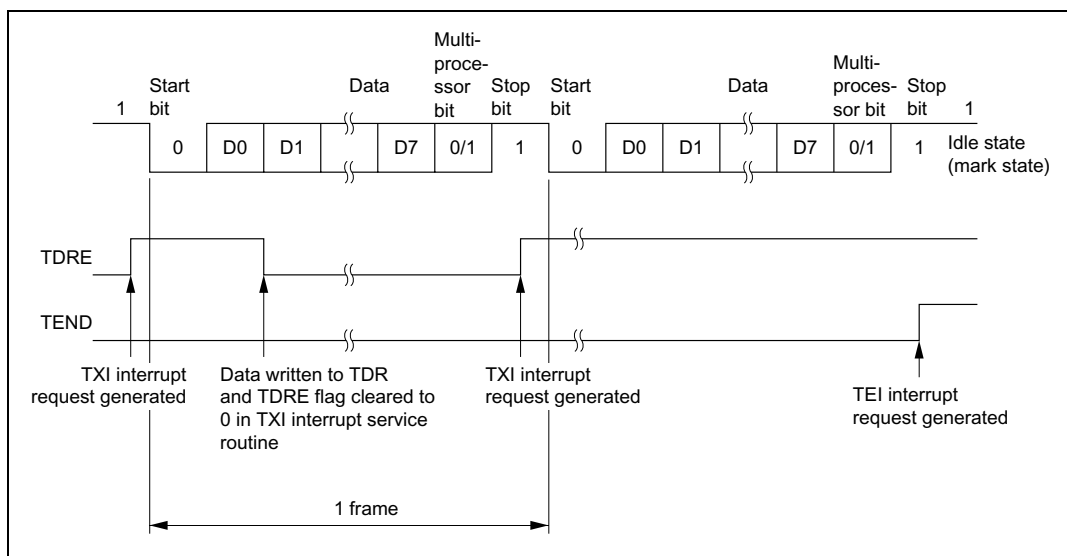 1
Start
bit
Data
Multi-
proce-
ssor
bit
Stop
bit
Start
bit
Data
Multi-
proces-
sor bit
Stop
bit
1
0 D0 D1 D7 0/1 1 0 D0 D1 D7 0/1 1
Idle state
(mark state)
TDRE
TEND
TXI interrupt
request generated
Data written to TDR
and TDRE flag cleared to
0 in TXI interrupt service
routine
TXI interrupt
request generated
TEI interrupt
request generated
1 frame